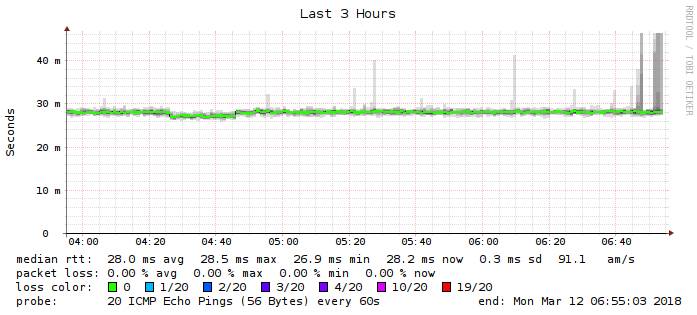 Last 3 Hours
RRDTOOL / TOBI OETIKER
Seconds
40 m
30 m
20 m
10 m
0
04:00 04:20 04:40 05:00 05:20 05:40 06:00 06:20 06:40
median rtt: 28.0 ms avg 28.5 ms max 26.9 ms min 28.2 ms now 0.3 ms sd 91.1 am/s
packet loss: 0.00 % avg 0.00 % max 0.00 % min 0.00 % now
loss color: 0 1/20 2/20 3/20 4/20 10/20 19/20
probe: 20 ICMP Echo Pings (56 Bytes) every 60s end: Mon Mar 12 06:55:03 2018